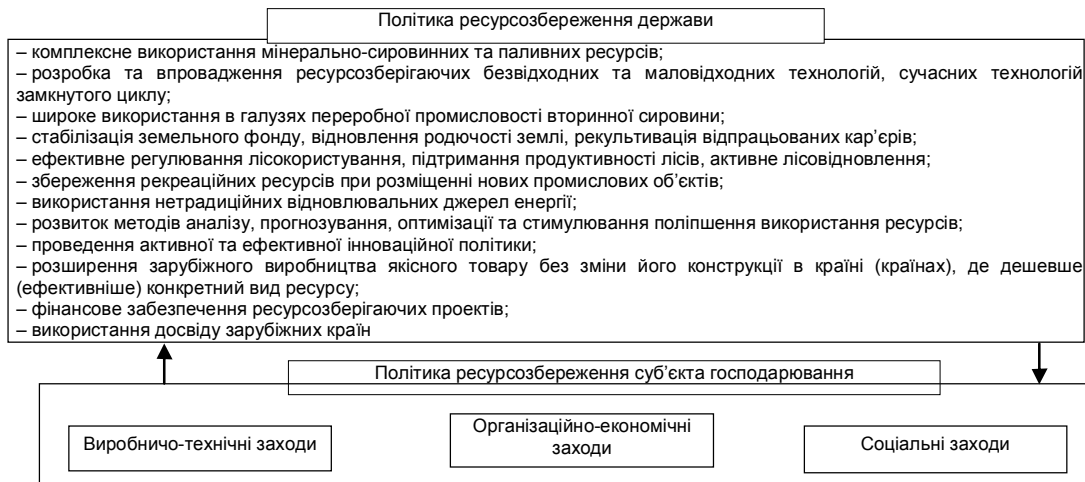 Політика ресурсозбереження держави
– комплексне використання мінерально-сировинних та паливних ресурсів;
– розробка та впровадження ресурсозберігаючих безвідходних та маловідходних технологій, сучасних технологій
замкнутого циклу;
– широке використання в галузях переробної промисловості вторинної сировини;
– стабілізація земельного фонду, відновлення родючості землі, рекультивація відпрацьованих кар’єрів;
– ефективне регулювання лісокористування, підтримання продуктивності лісів, активне лісовідновлення;
– збереження рекреаційних ресурсів при розміщенні нових промислових об’єктів;
– використання нетрадиційних відновлювальних джерел енергії;
– розвиток методів аналізу, прогнозування, оптимізації та стимулювання поліпшення використання ресурсів;
– проведення активної та ефективної інноваційної політики;
– розширення зарубіжного виробництва якісного товару без зміни його конструкції в країні (країнах), де дешевше
(ефективніше) конкретний вид ресурсу;
– фінансове забезпечення ресурсозберігаючих проектів;
– використання досвіду зарубіжних країн
Політика ресурсозбереження суб’єкта господарювання
Виробничо-технічні заходи
Організаційно-економічні
заходи
Соціальні заходи